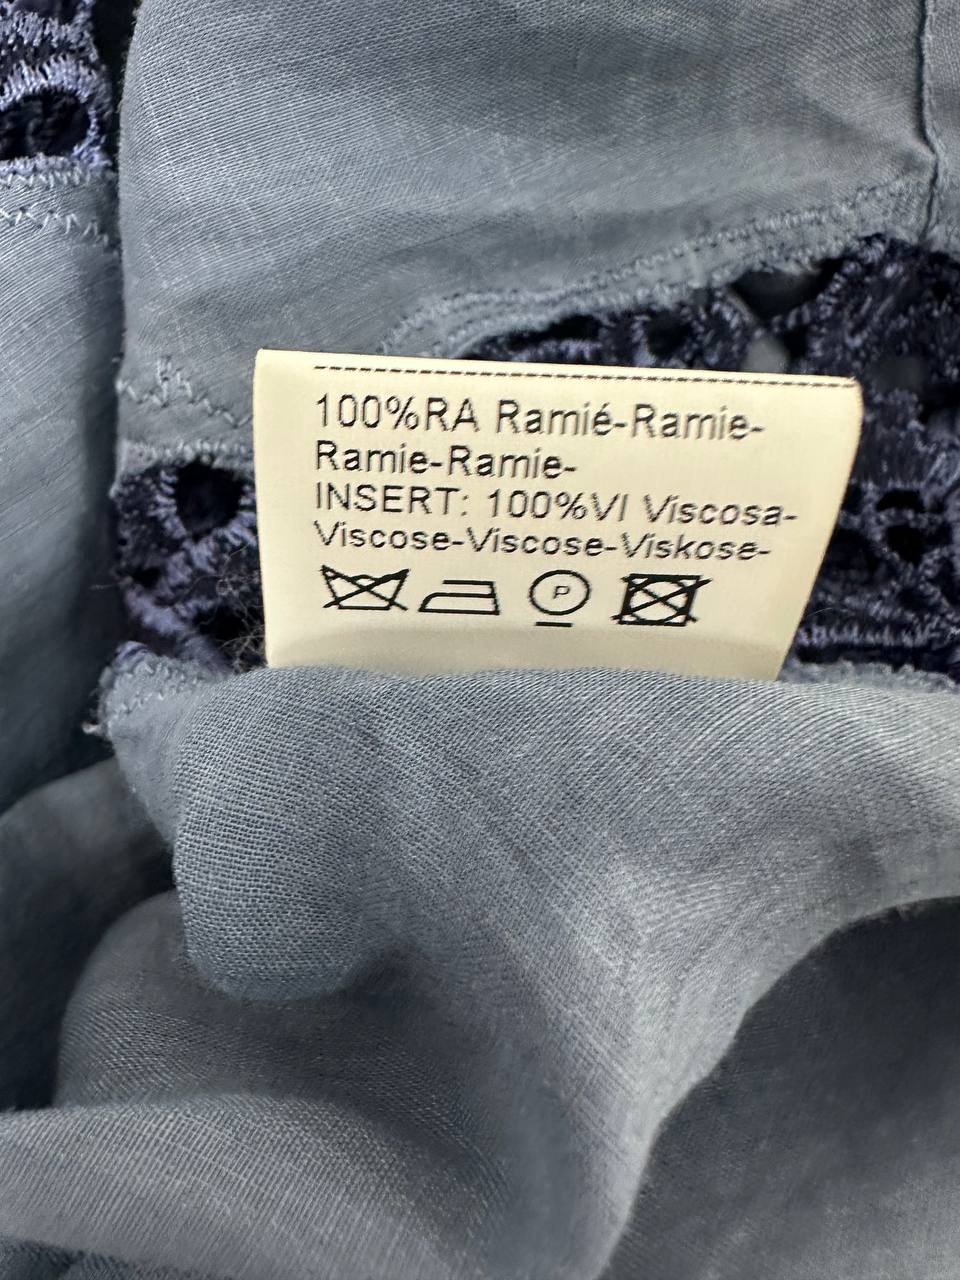 100%RA Ramié-Ramie-
Ramie-Ramie-
INSERT: 100%VI Viscosa-
Viscose-Viscose-Viskose-
P